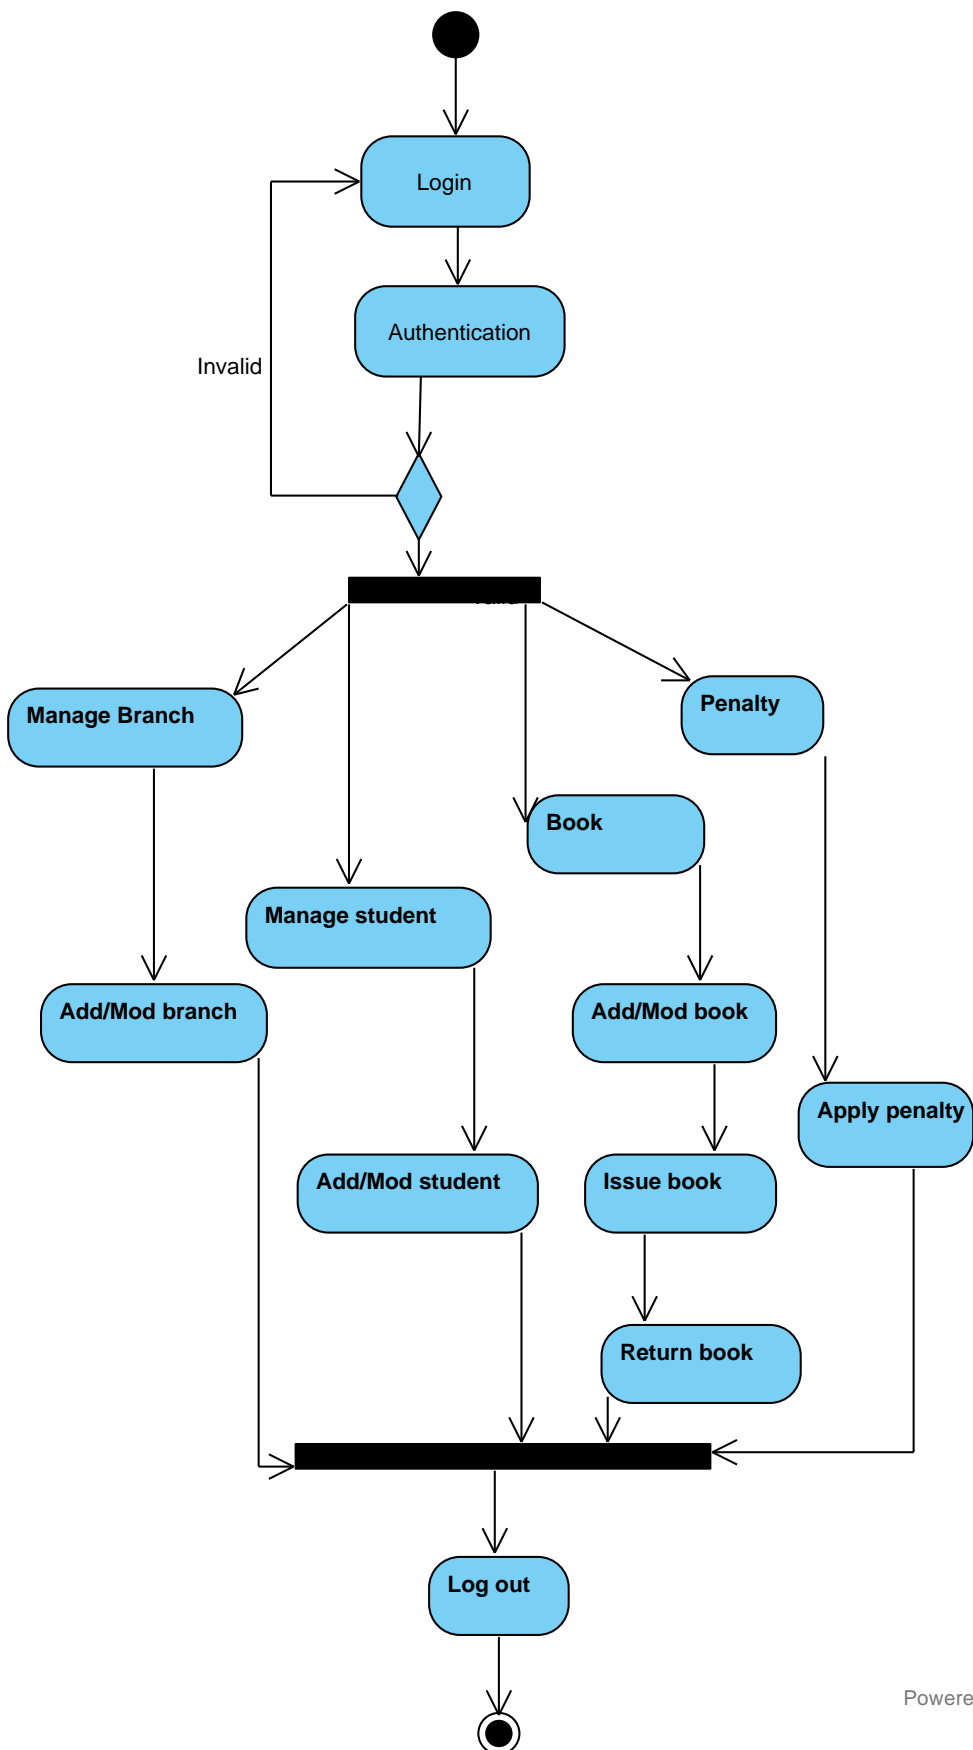 Login
Authentication
Invalid
Manage Branch
Penalty
Book
Manage student
Add/Mod branch
Add/Mod book
Apply penalty
Add/Mod student
Issue book
Return book
Log out
Powere